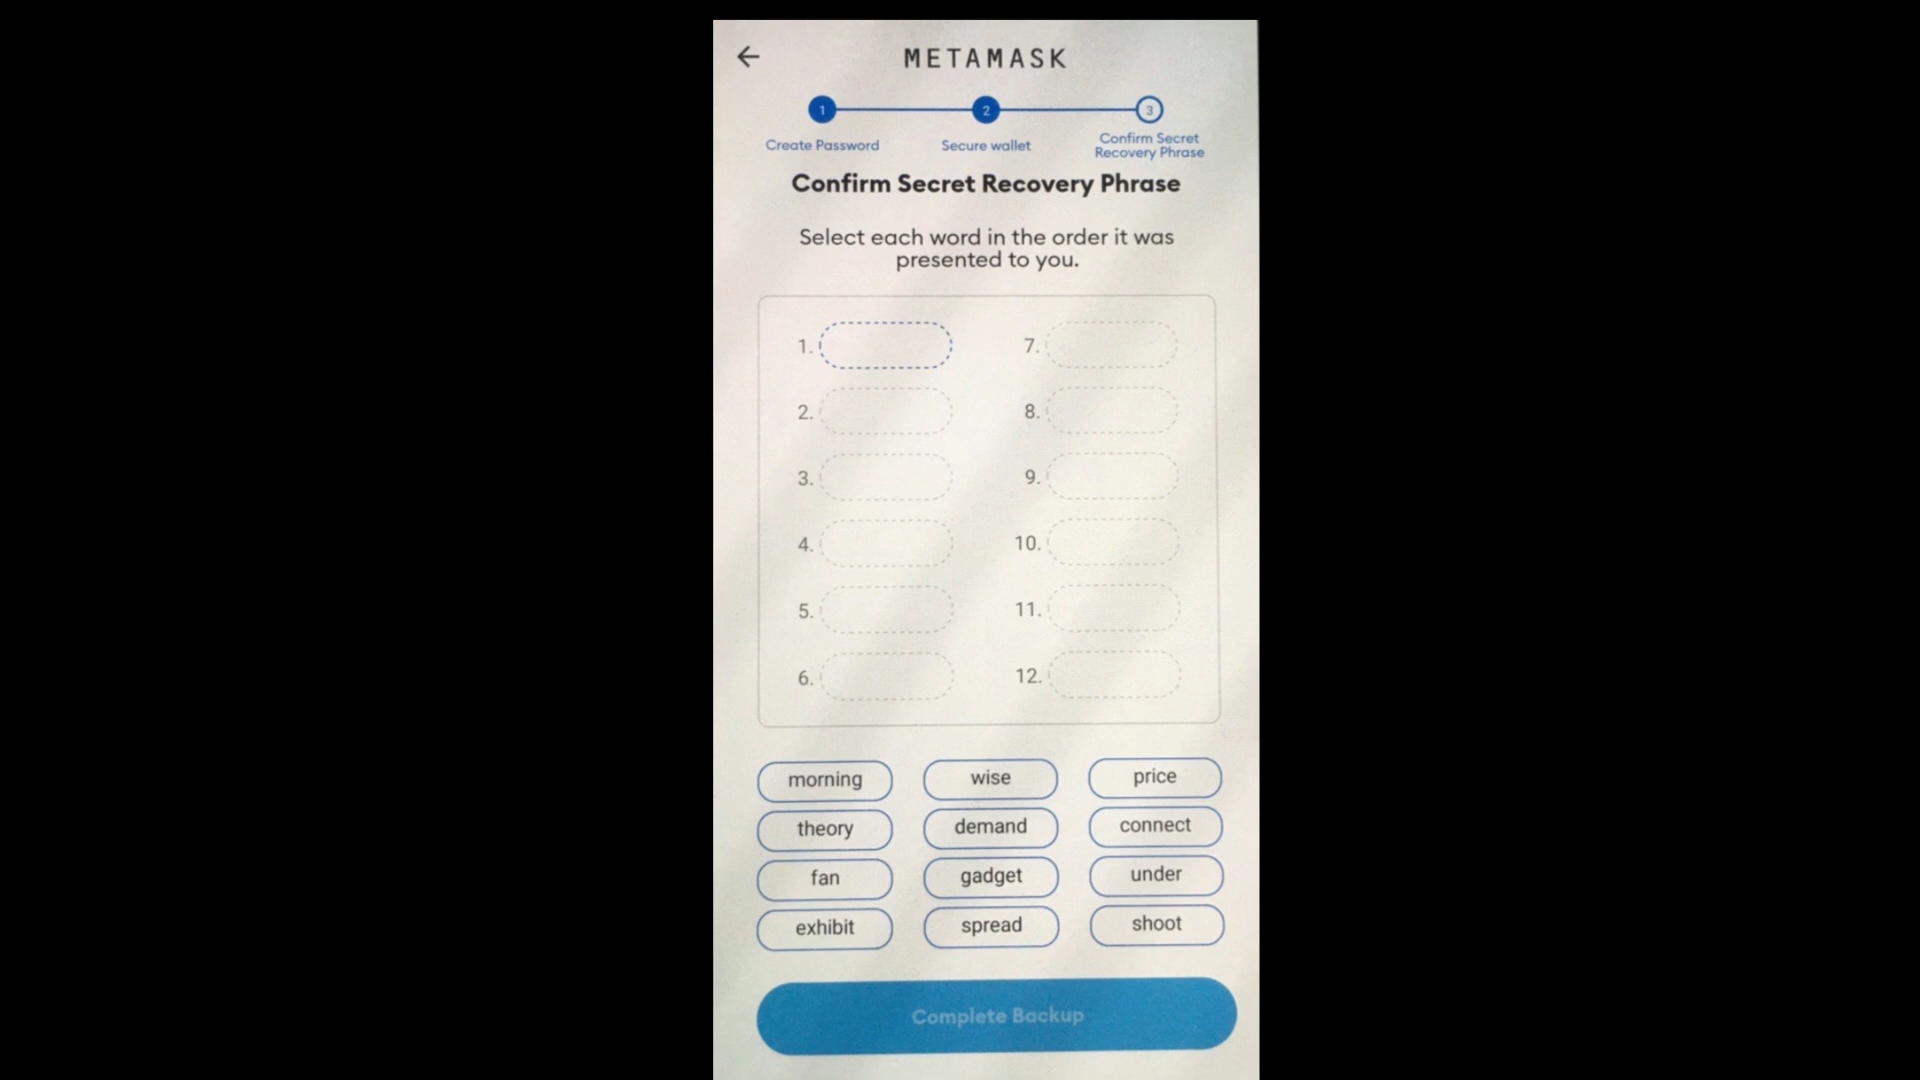 METAMASK
1 2 3
Create Password Secure wallet Confirm Secret
Recovery Phrase
Confirm Secret Recovery Phrase
Select each word in the order it was
presented to you.
1. 7.
2. 8.
3. 9.
4. 10.
5. 11.
6. 12.
morning wise price
theory demand connect
fan gadget under
exhibit spread shoot
Complete Backup